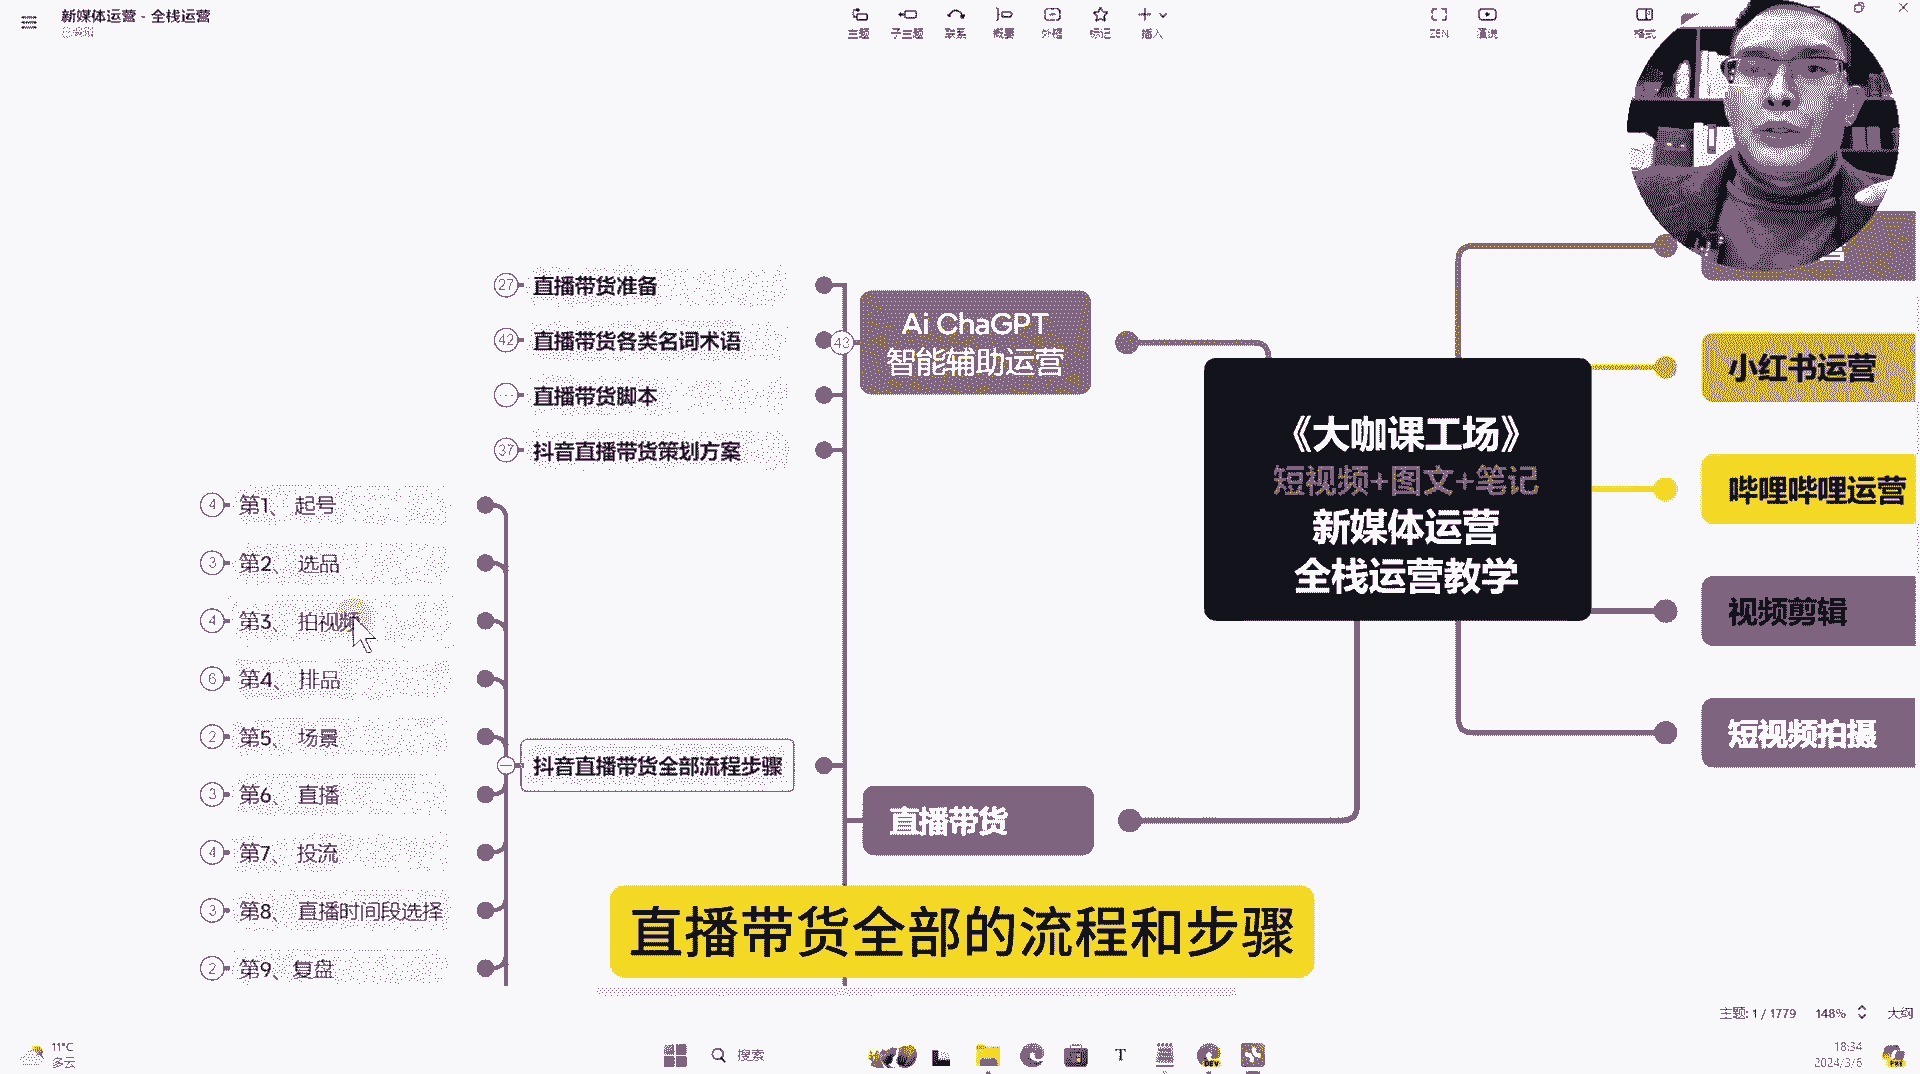 新媒体运营 - 全栈运营
已编辑
主题
子主题
联系
概要
外框
标记
插入
ZEN
演说
格式
27
直播带货准备
42
直播带货各类名词术语
直播带货脚本
37
抖音直播带货策划方案
4
第1、 起号
3
第2、 选品
4
第3、 拍视频
6
第4、 排品
2
第5、 场景
3
第6、 直播
4
第7、 投流
3
第8、 直播时间段选择
2
第9、复盘
抖音直播带货全部流程步骤
43
Ai ChaGPT
智能辅助运营
直播带货
《大咖课工场》
短视频+图文+笔记
新媒体运营
全栈运营教学
小红书运营
哔哩哔哩运营
视频剪辑
短视频拍摄
直播带货全部的流程和步骤
主题: 1 / 1779
148%
大纲
11°C
多云
搜索
T
DEV
18:34
2024/3/6